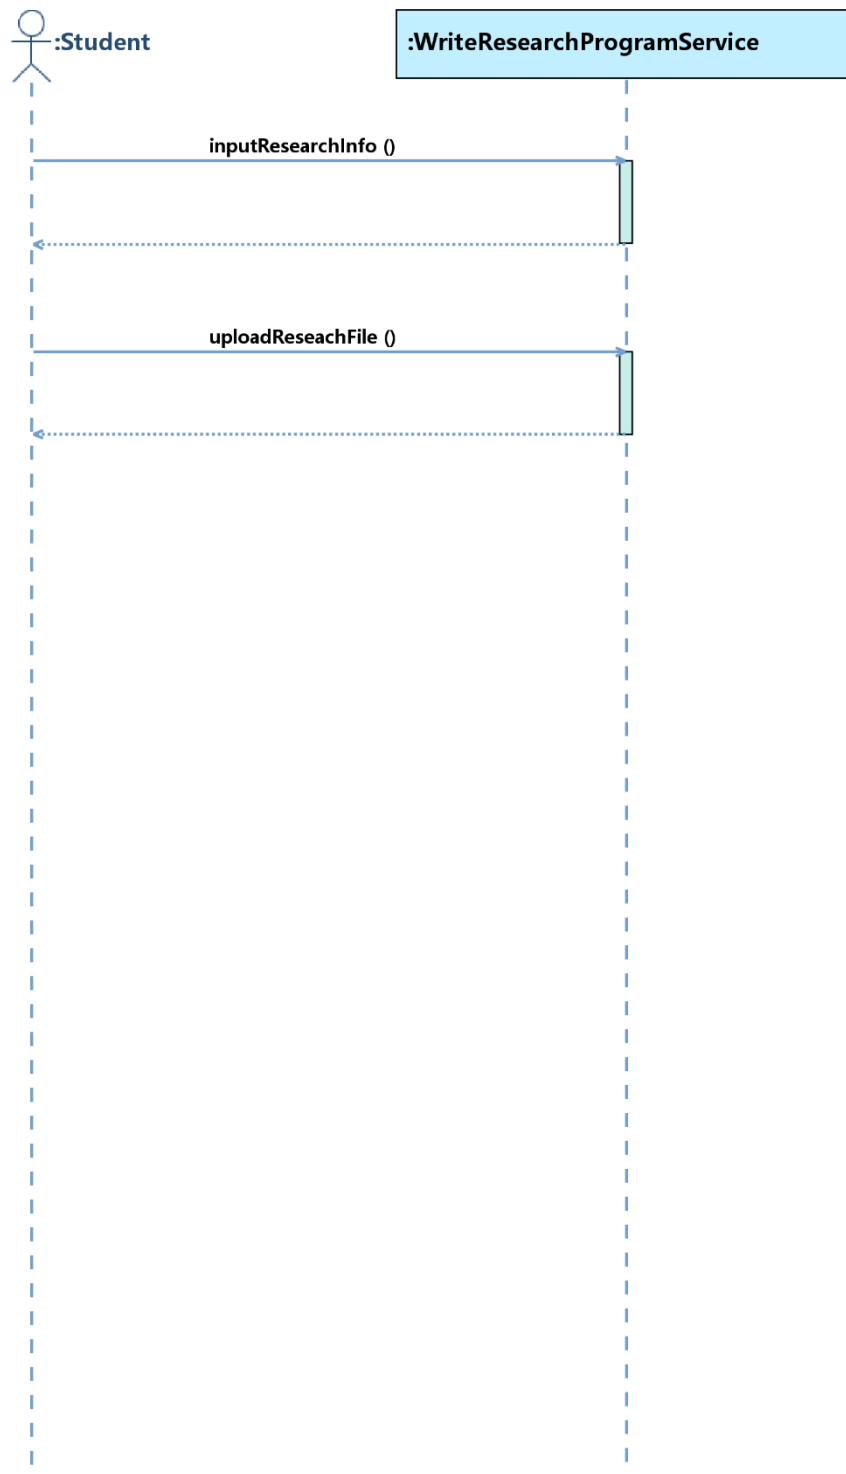 :Student
:WriteResearchProgramService
inputResearchInfo ()
uploadReseachFile ()